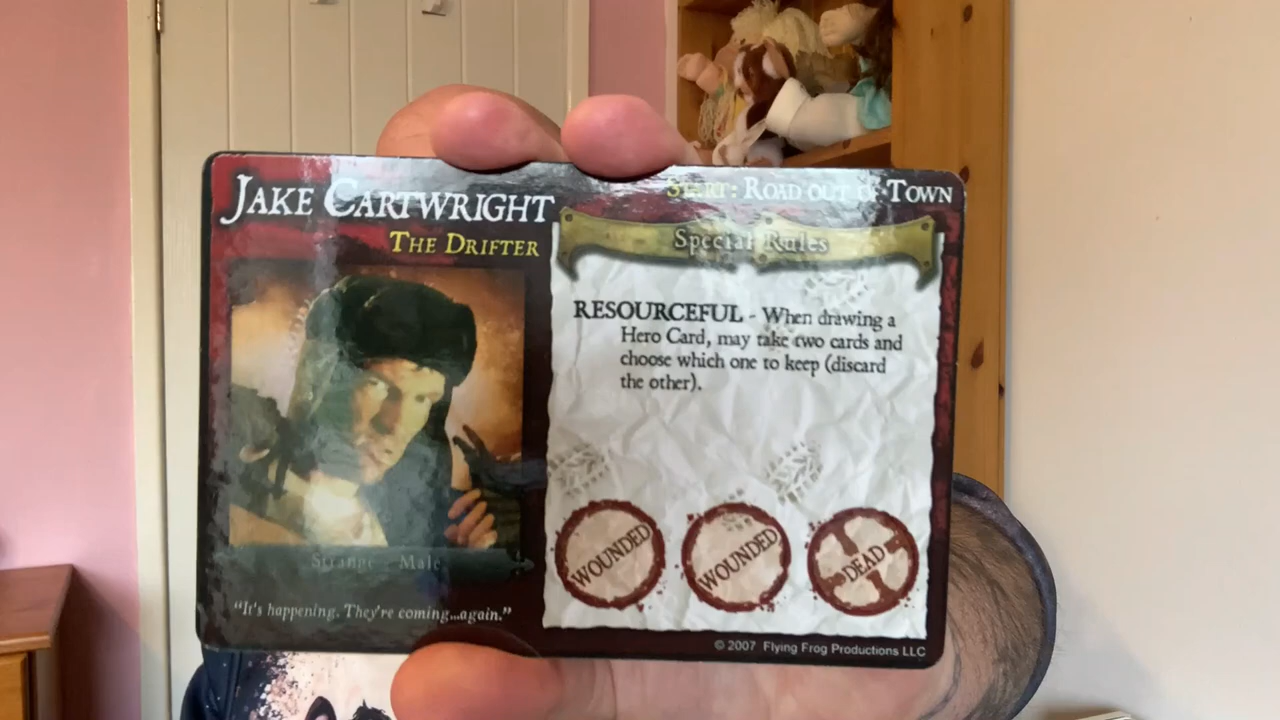 JAKE CARTWRIGHT
THE DRIFTER
START: ROAD OUT OF TOWN
Special Rules
RESOURCEFUL - When drawing a
Hero Card, may take two cards and
choose which one to keep (discard
the other).
WOUNDED
WOUNDED
DEAD
Strange Male
"It's happening. They're coming...again."
© 2007 Flying Frog Productions LLC